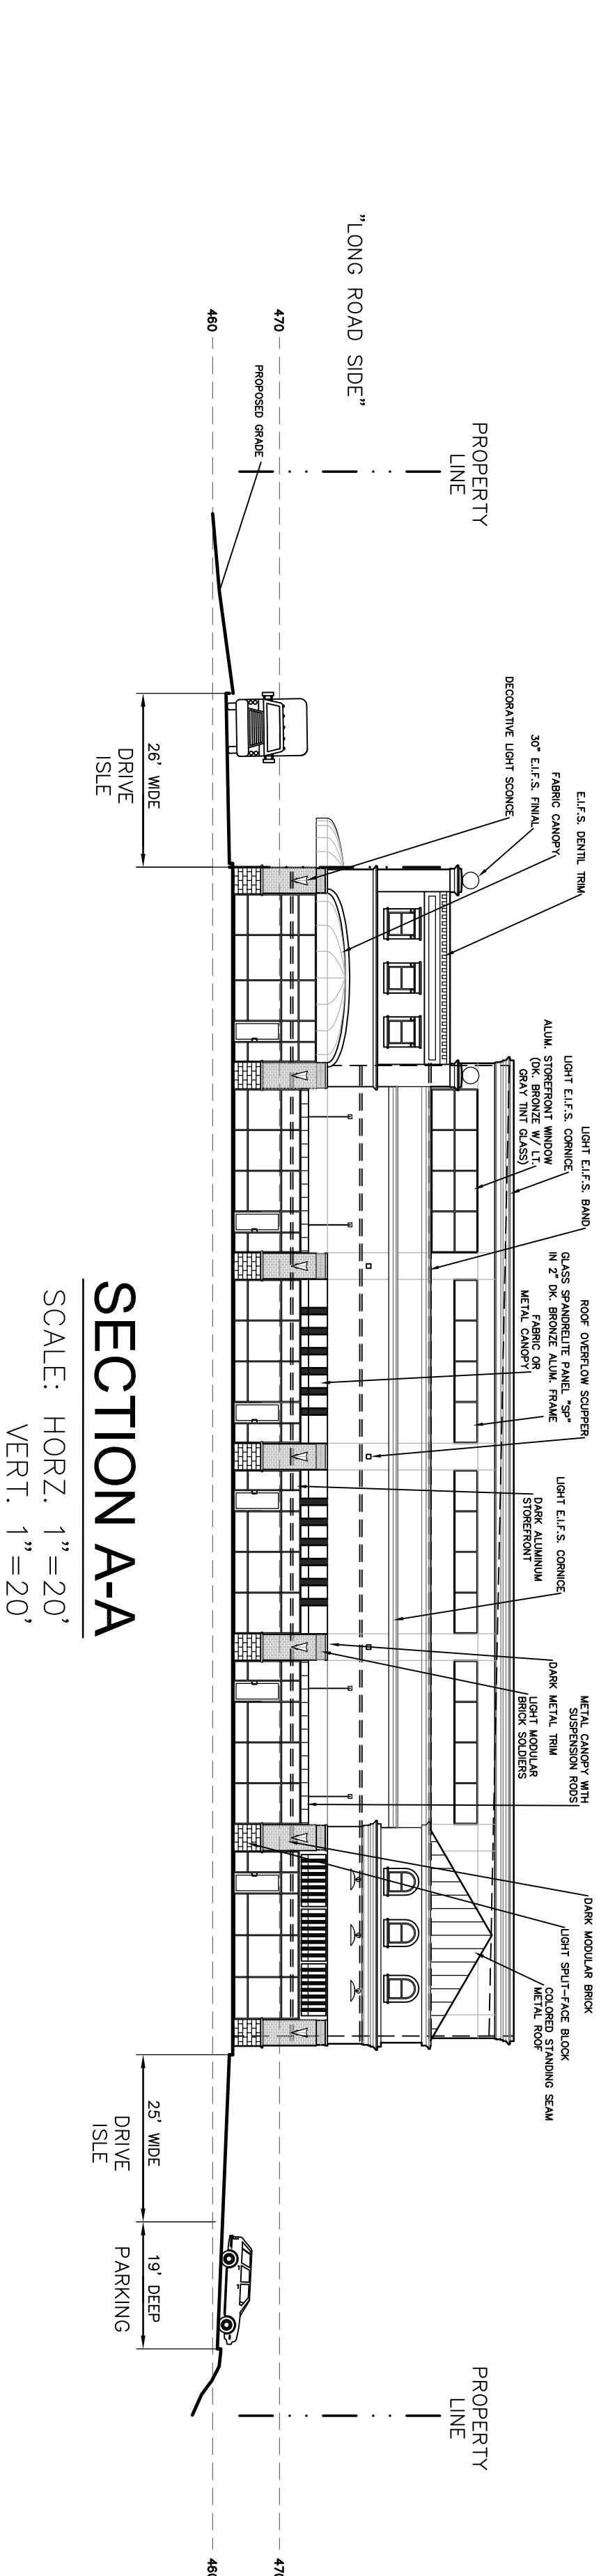 "LONG ROAD SIDE"
PROPERTY
LINE
470
460
PROPOSED GRADE
26' WIDE
DRIVE
ISLE
E.I.F.S. DENTIL TRIM
FABRIC CANOPY
30" E.I.F.S. FINIAL
DECORATIVE LIGHT SCONCE
LIGHT E.I.F.S. BAND
LIGHT E.I.F.S. CORNICE
ALUM. STOREFRONT WINDOW
(DK. BRONZE W/ LT.
GRAY TINT GLASS)
ROOF OVERFLOW SCUPPER
GLASS SPANDRELITE PANEL "SP"
IN 2" DK. BRONZE ALUM. FRAME
FABRIC OR
METAL CANOPY
LIGHT E.I.F.S. CORNICE
DARK ALUMINUM
STOREFRONT
METAL CANOPY WITH
SUSPENSION RODS
DARK METAL TRIM
LIGHT MODULAR
BRICK SOLDIERS
DARK MODULAR BRICK
LIGHT SPLIT-FACE BLOCK
COLORED STANDING SEAM
METAL ROOF
25' WIDE
DRIVE
ISLE
19' DEEP
PARKING
PROPERTY
LINE
470
460
SECTION A-A
SCALE: HORZ. 1"=20'
VERT. 1"=20'